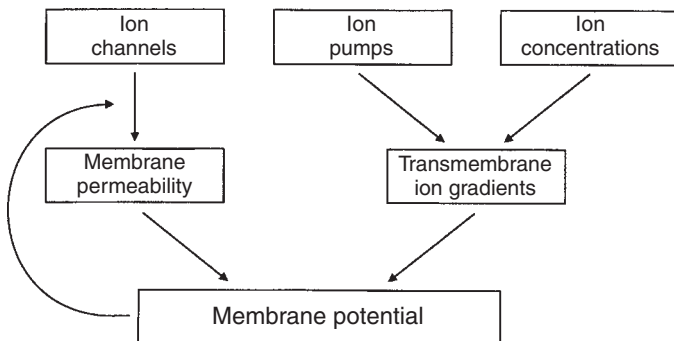 Ion
channels
Ion
pumps
Ion
concentrations
Membrane
permeability
Transmembrane
ion gradients
Membrane potential